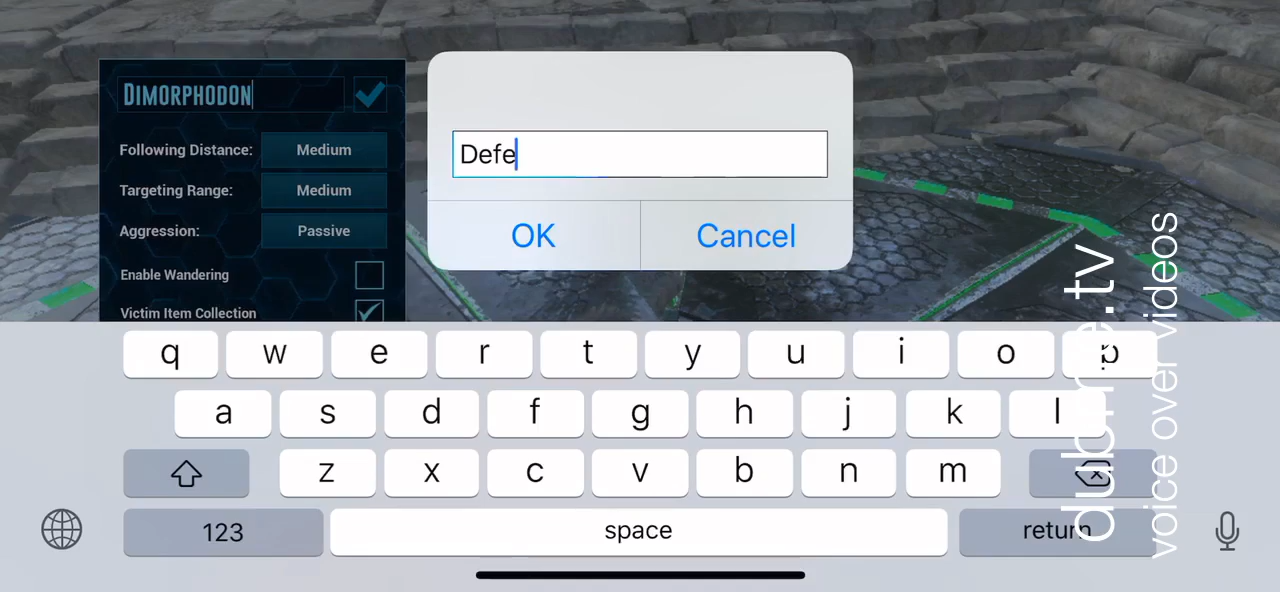 DIMORPHODON
Following Distance: Medium
Targeting Range: Medium
Aggression: Passive
Enable Wandering
Victim Item Collection
Defe
OK Cancel
q w e r t y u i o p
a s d f g h j k l
z x c v b n m
123 space return
dubme.tv
voice over videos